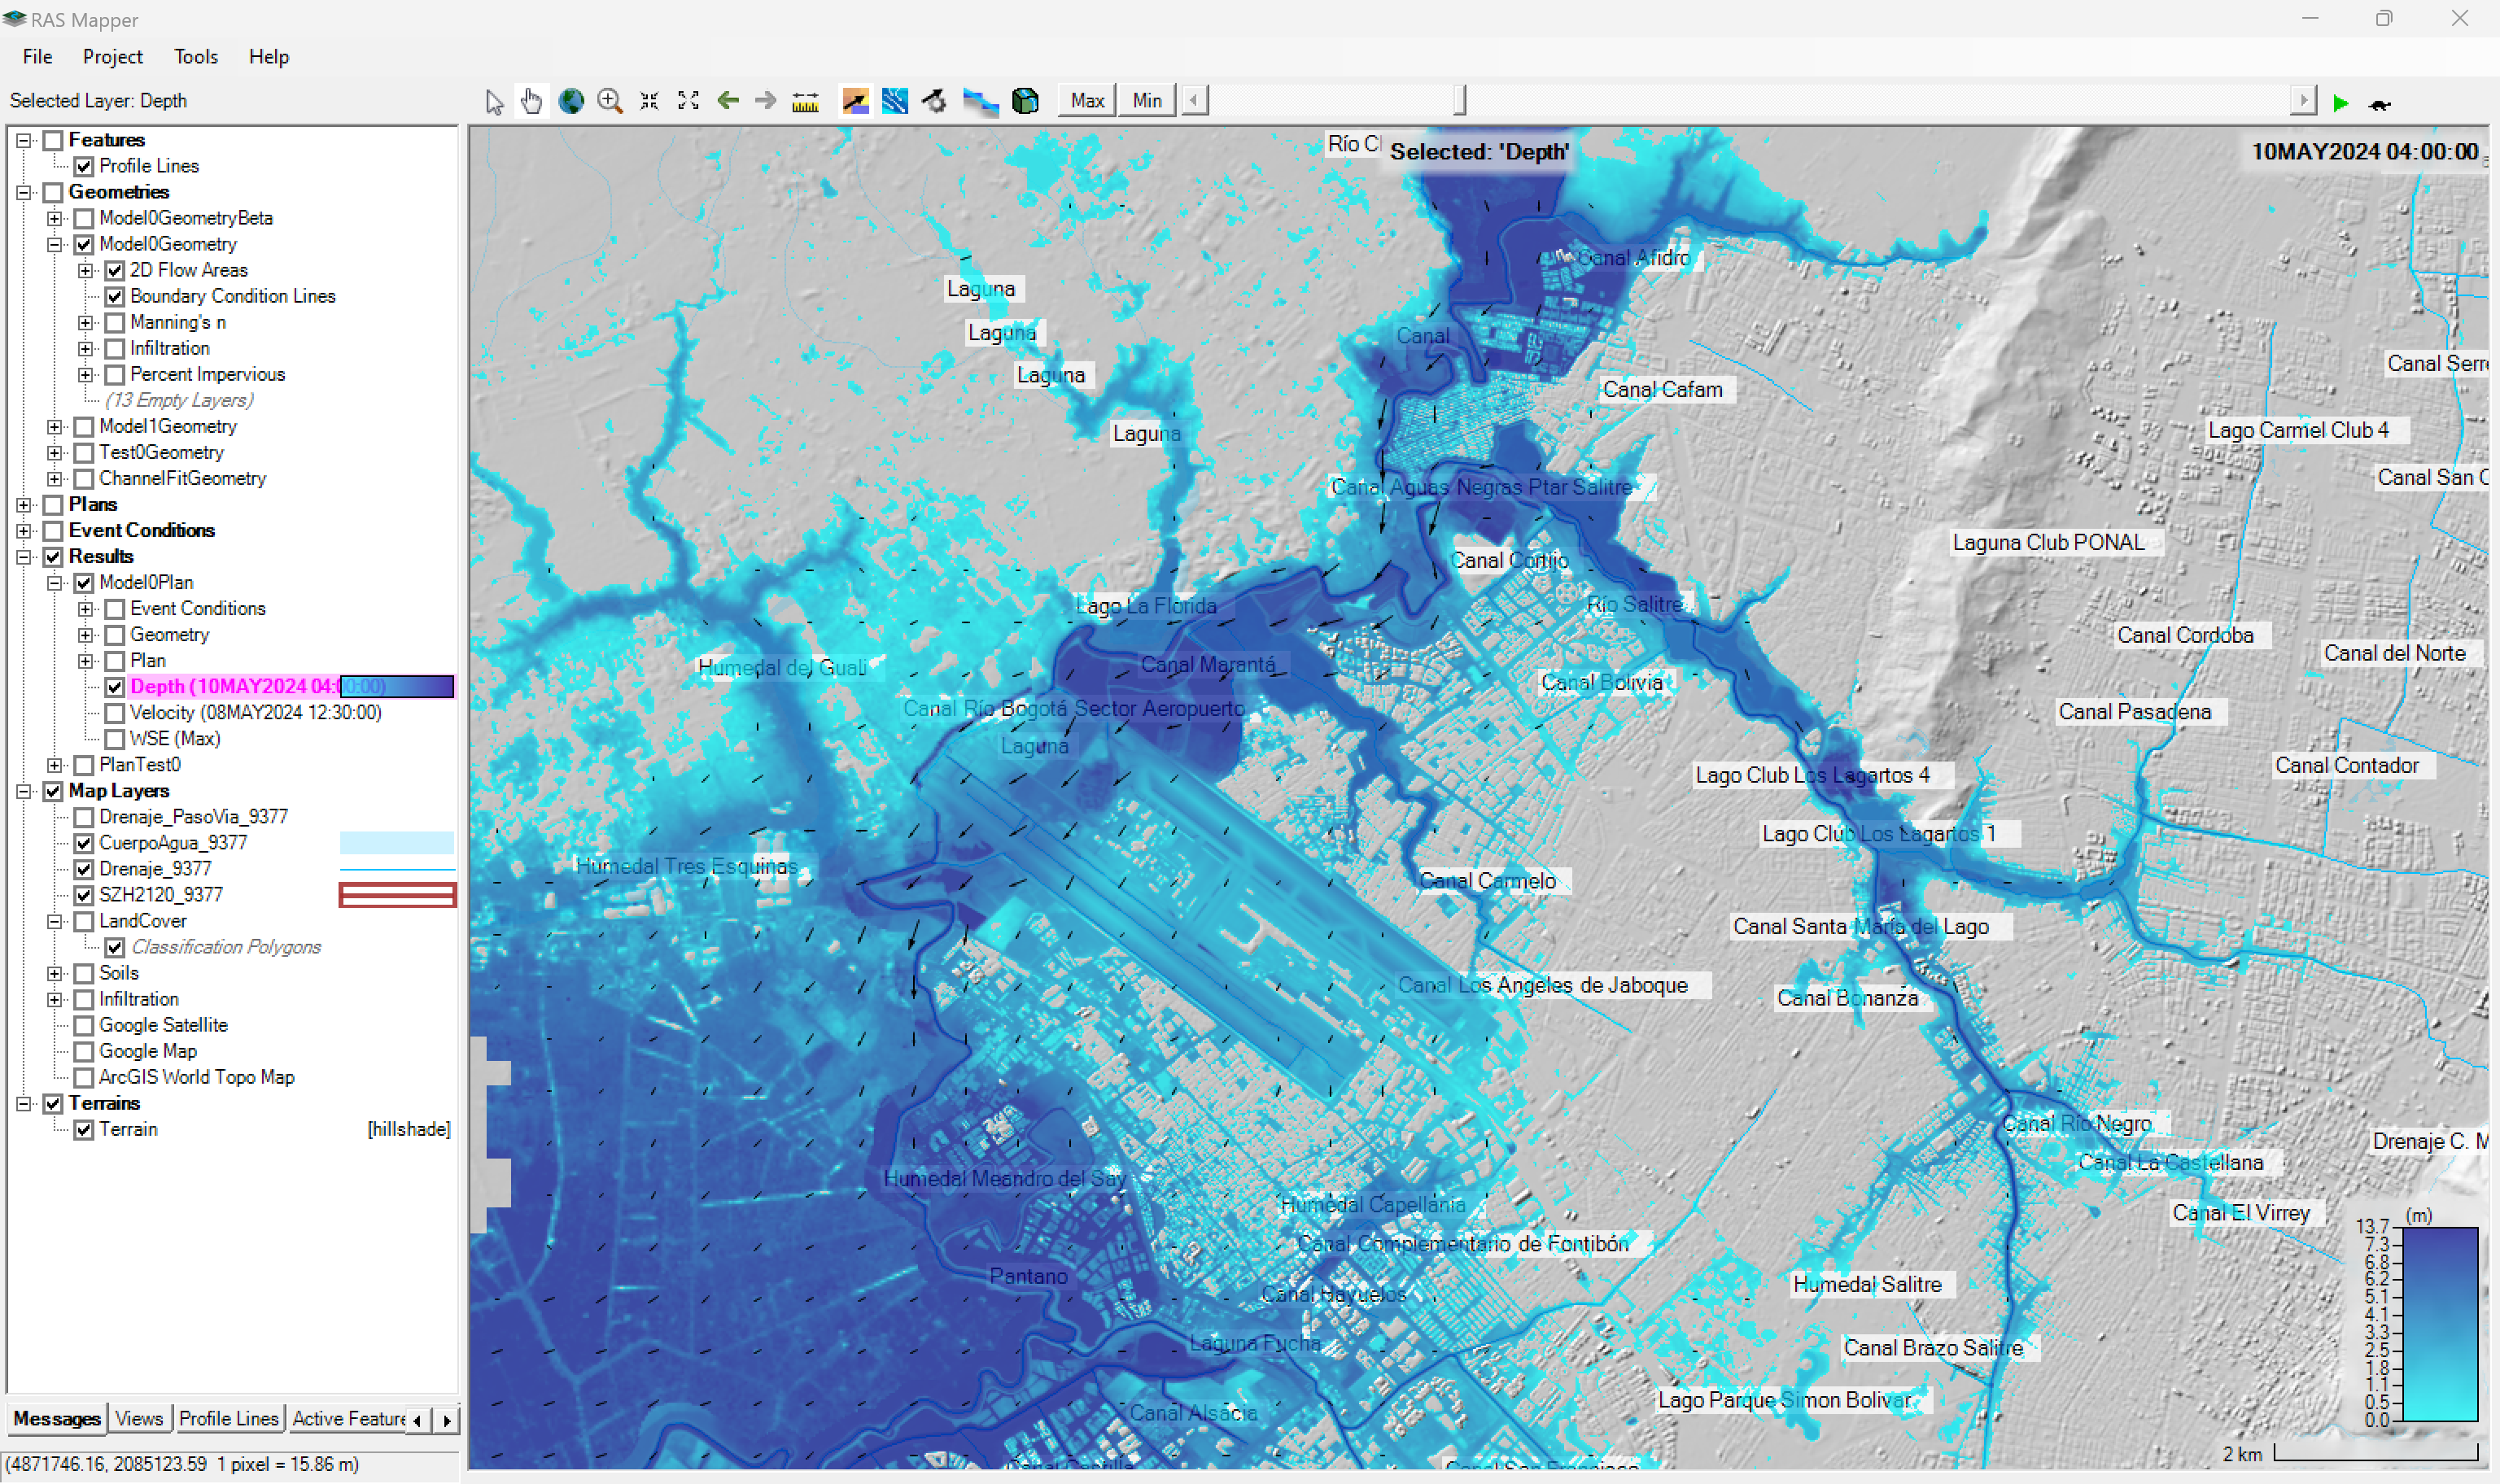 RAS Mapper
File Project Tools Help
Selected Layer: Depth
Max Min
Features
Profile Lines
Geometries
Model0GeometryBeta
Model0Geometry
2D Flow Areas
Boundary Condition Lines
Manning's n
Infiltration
Percent Impervious
(13 Empty Layers)
Model1Geometry
Test0Geometry
ChannelFitGeometry
Plans
Event Conditions
Results
Model0Plan
Event Conditions
Geometry
Plan
Depth (10MAY2024 04:00:00)
Velocity (08MAY2024 12:30:00)
WSE (Max)
PlanTest0
Map Layers
Drenaje_PasoVia_9377
CuerpoAgua_9377
Drenaje_9377
SZH2120_9377
LandCover
Classification Polygons
Soils
Infiltration
Google Satellite
Google Map
ArcGIS World Topo Map
Terrains
Terrain [hillshade]
Messages Views Profile Lines Active Feature
(4871746.16, 2085123.59 1 pixel = 15.86 m)
Río C
Selected: 'Depth'
10MAY2024 04:00:00
Canal Afidro
Laguna
Laguna
Canal
Canal Serre
Laguna
Canal Cafam
Laguna
Lago Carmel Club 4
Canal San C
Canal Aguas Negras Ptar Salitre
Laguna Club PONAL
Canal Cortijo
Lago La Florida
Río Salitre
Canal Cordoba
Canal del Norte
Humedal del Gualí
Canal Marantá
Canal Bolivia
Canal Río Bogotá Sector Aeropuerto
Canal Pasadena
Laguna
Canal Contador
Lago Club Los Lagartos 4
Lago Club Los Lagartos 1
Humedal Tres Esquinas
Canal Carmelo
Canal Santa María del Lago
Canal Los Angeles de Jaboque
Canal Bonanza
Canal Río Negro
Drenaje C. M
Canal La Castellana
Humedal Meandro del Say
Humedal Capellanía
Canal El Virrey
Canal Complementario de Fontibón
Pantano
Humedal Salitre
Canal Hayuelos
Laguna Fucha
Canal Brazo Salitre
Lago Parque Simon Bolivar
Canal Alsacia
Canal Castilla
Canal San Francisco
(m)
13.7
7.3
6.8
6.2
5.1
4.1
3.3
2.5
1.8
1.1
0.5
0.0
2 km